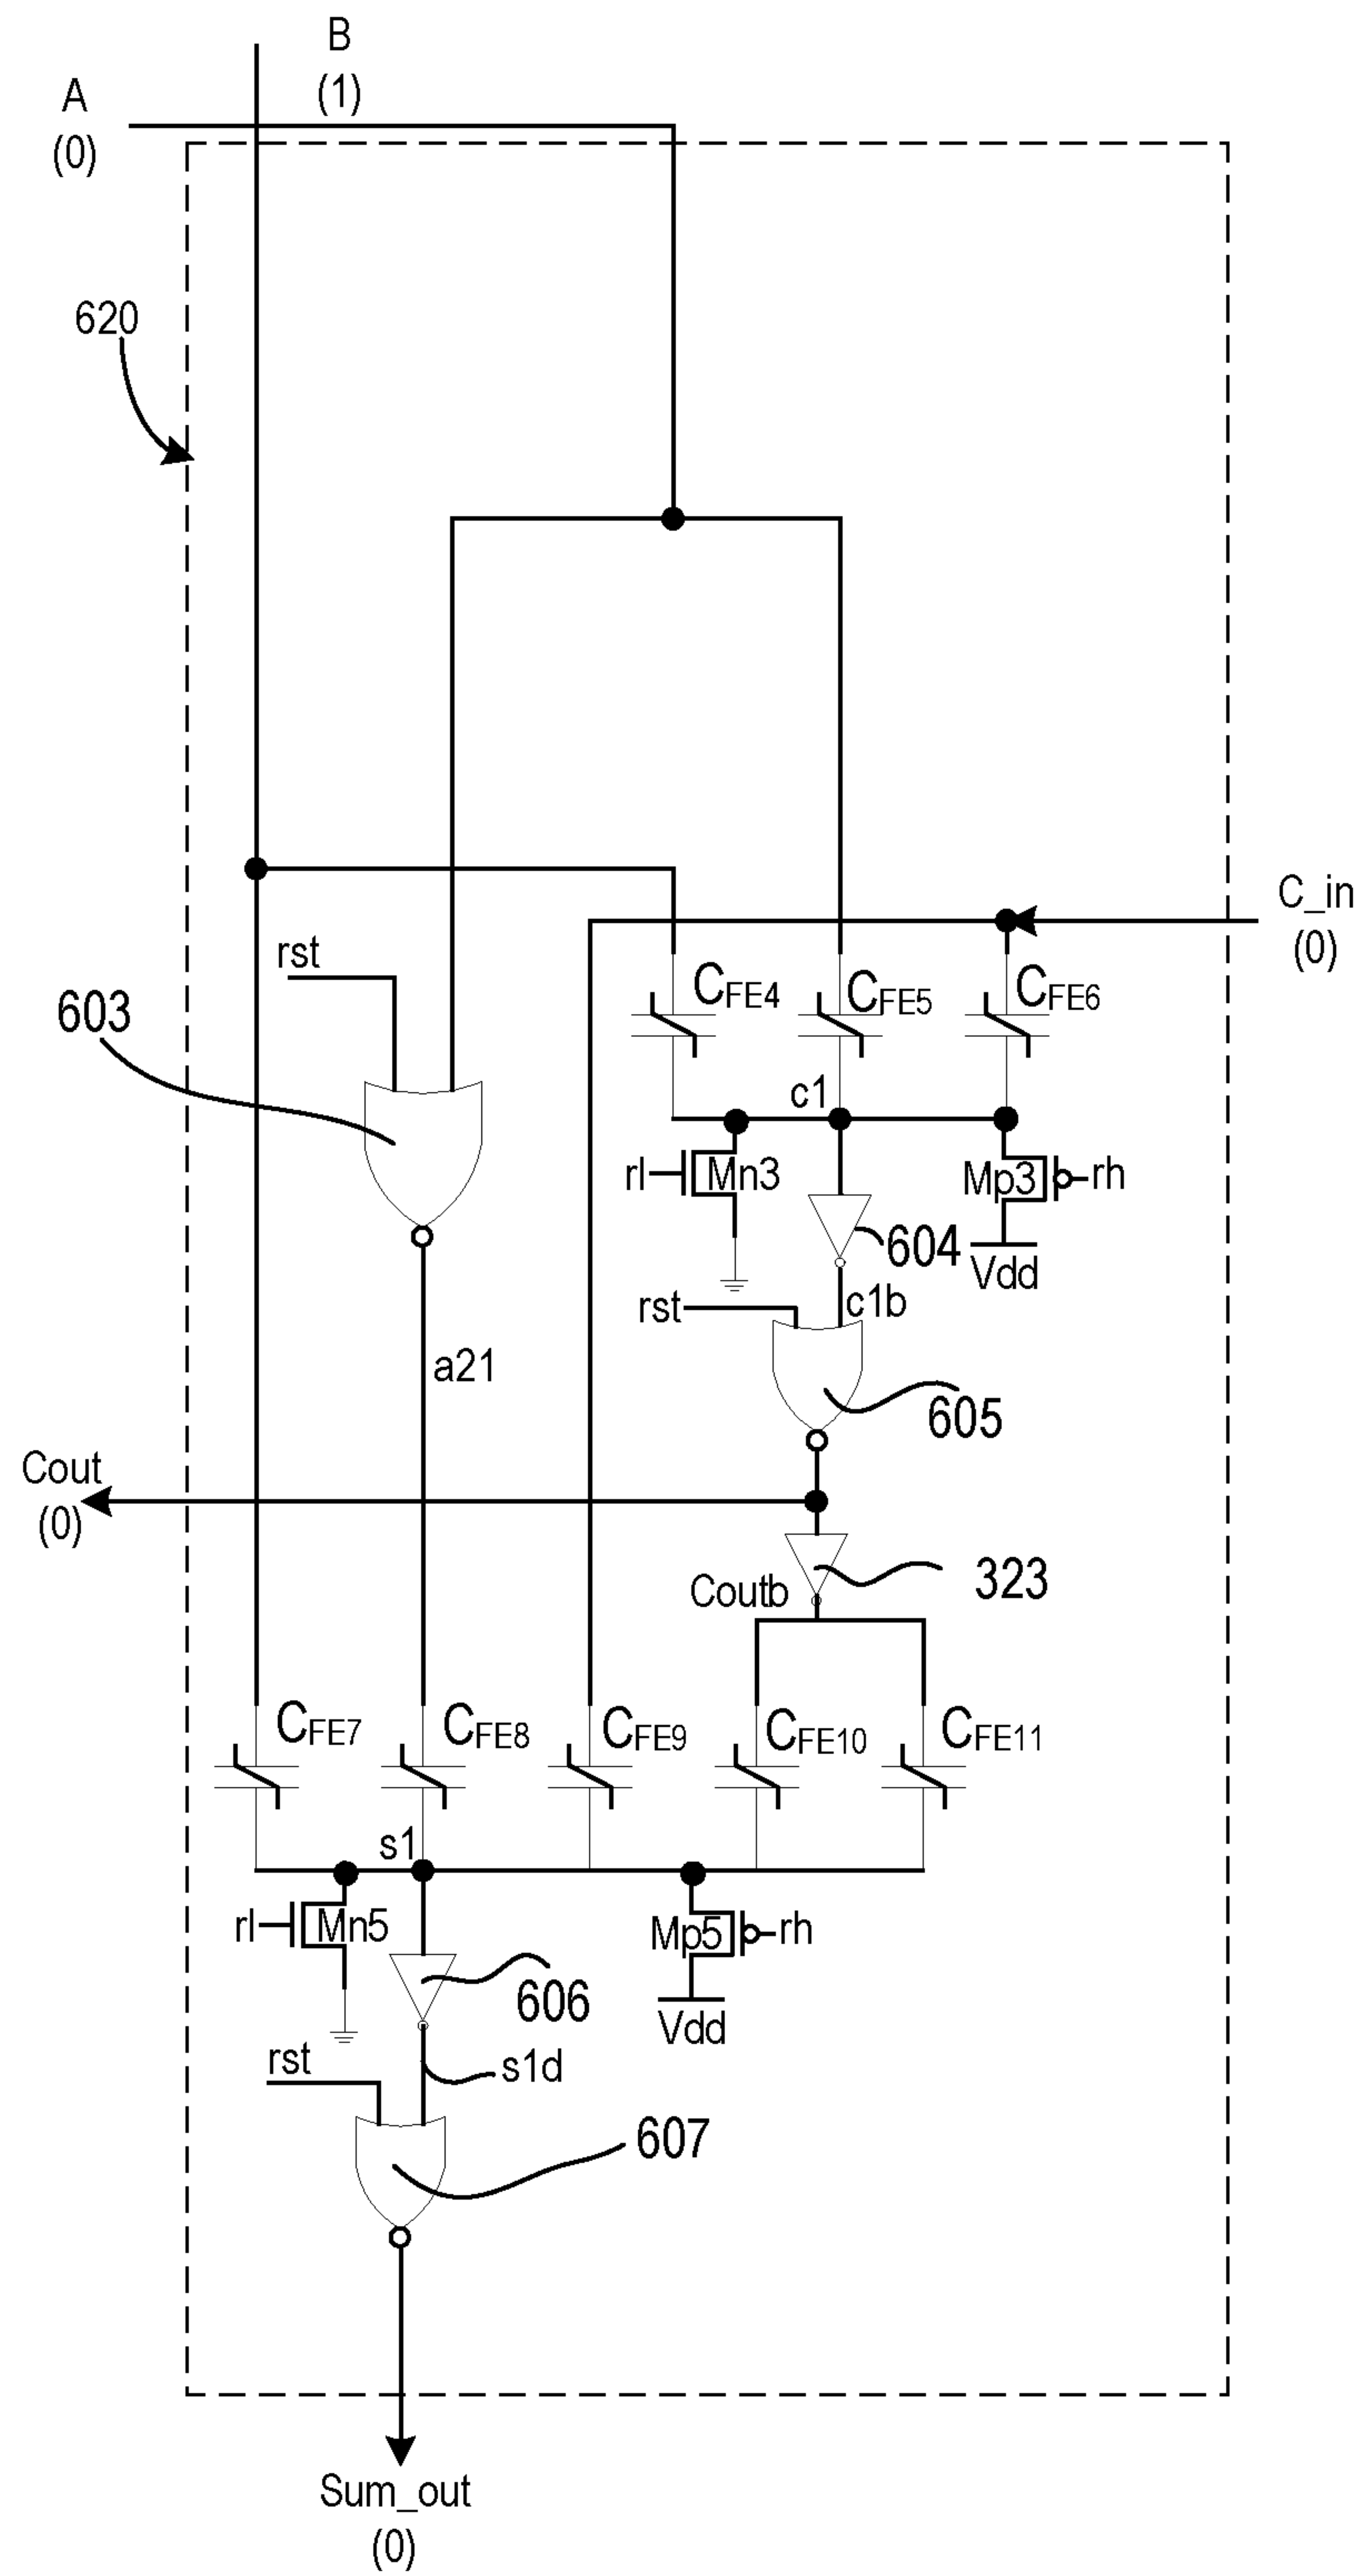 B
(1)
A
(0)
620
C_in
(0)
rst
603
CFE4
CFE5
CFE6
c1
rl
Mn3
Mp3
rh
604
Vdd
rst
c1b
a21
605
Cout
(0)
323
Coutb
CFE7
CFE8
CFE9
CFE10
CFE11
s1
rl
Mn5
Mp5
rh
606
Vdd
rst
s1d
607
Sum_out
(0)